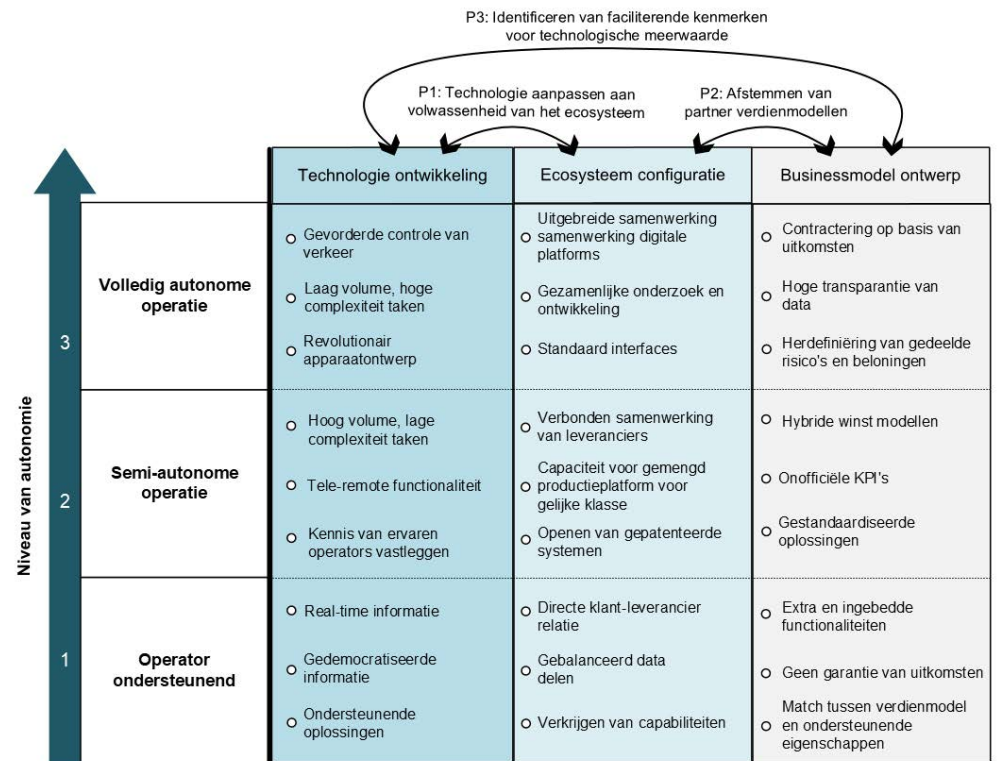 P3: Identificeren van faciliterende kenmerken
voor technologische meerwaarde
P1: Technologie aanpassen aan
volwassenheid van het ecosysteem
P2: Afstemmen van
partner verdienmodellen
Technologie ontwikkeling
Ecosysteem configuratie
Businessmodel ontwerp
Niveau van autonomie
3
Volledig autonome
operatie
Gevorderde controle van
verkeer
Laag volume, hoge
complexiteit taken
Revolutionair
apparaatontwerp
Uitgebreide samenwerking
samenwerking digitale
platforms
Gezamenlijke onderzoek en
ontwikkeling
Standaard interfaces
Contractering op basis van
uitkomsten
Hoge transparantie van
data
Herdefiniëring van gedeelde
risico's en beloningen
2
Semi-autonome
operatie
Hoog volume, lage
complexiteit taken
Tele-remote functionaliteit
Kennis van ervaren
operators vastleggen
Verbonden samenwerking
van leveranciers
Capaciteit voor gemengd
productieplatform voor
gelijke klasse
Openen van gepatenteerde
systemen
Hybride winst modellen
Onofficiële KPI's
Gestandaardiseerde
oplossingen
1
Operator
ondersteunend
Real-time informatie
Gedemocratiseerde
informatie
Ondersteunende
oplossingen
Directe klant-leverancier
relatie
Gebalanceerd data
delen
Verkrijgen van capabiliteiten
Extra en ingebedde
functionaliteiten
Geen garantie van uitkomsten
Match tussen verdienmodel
en ondersteunende
eigenschappen